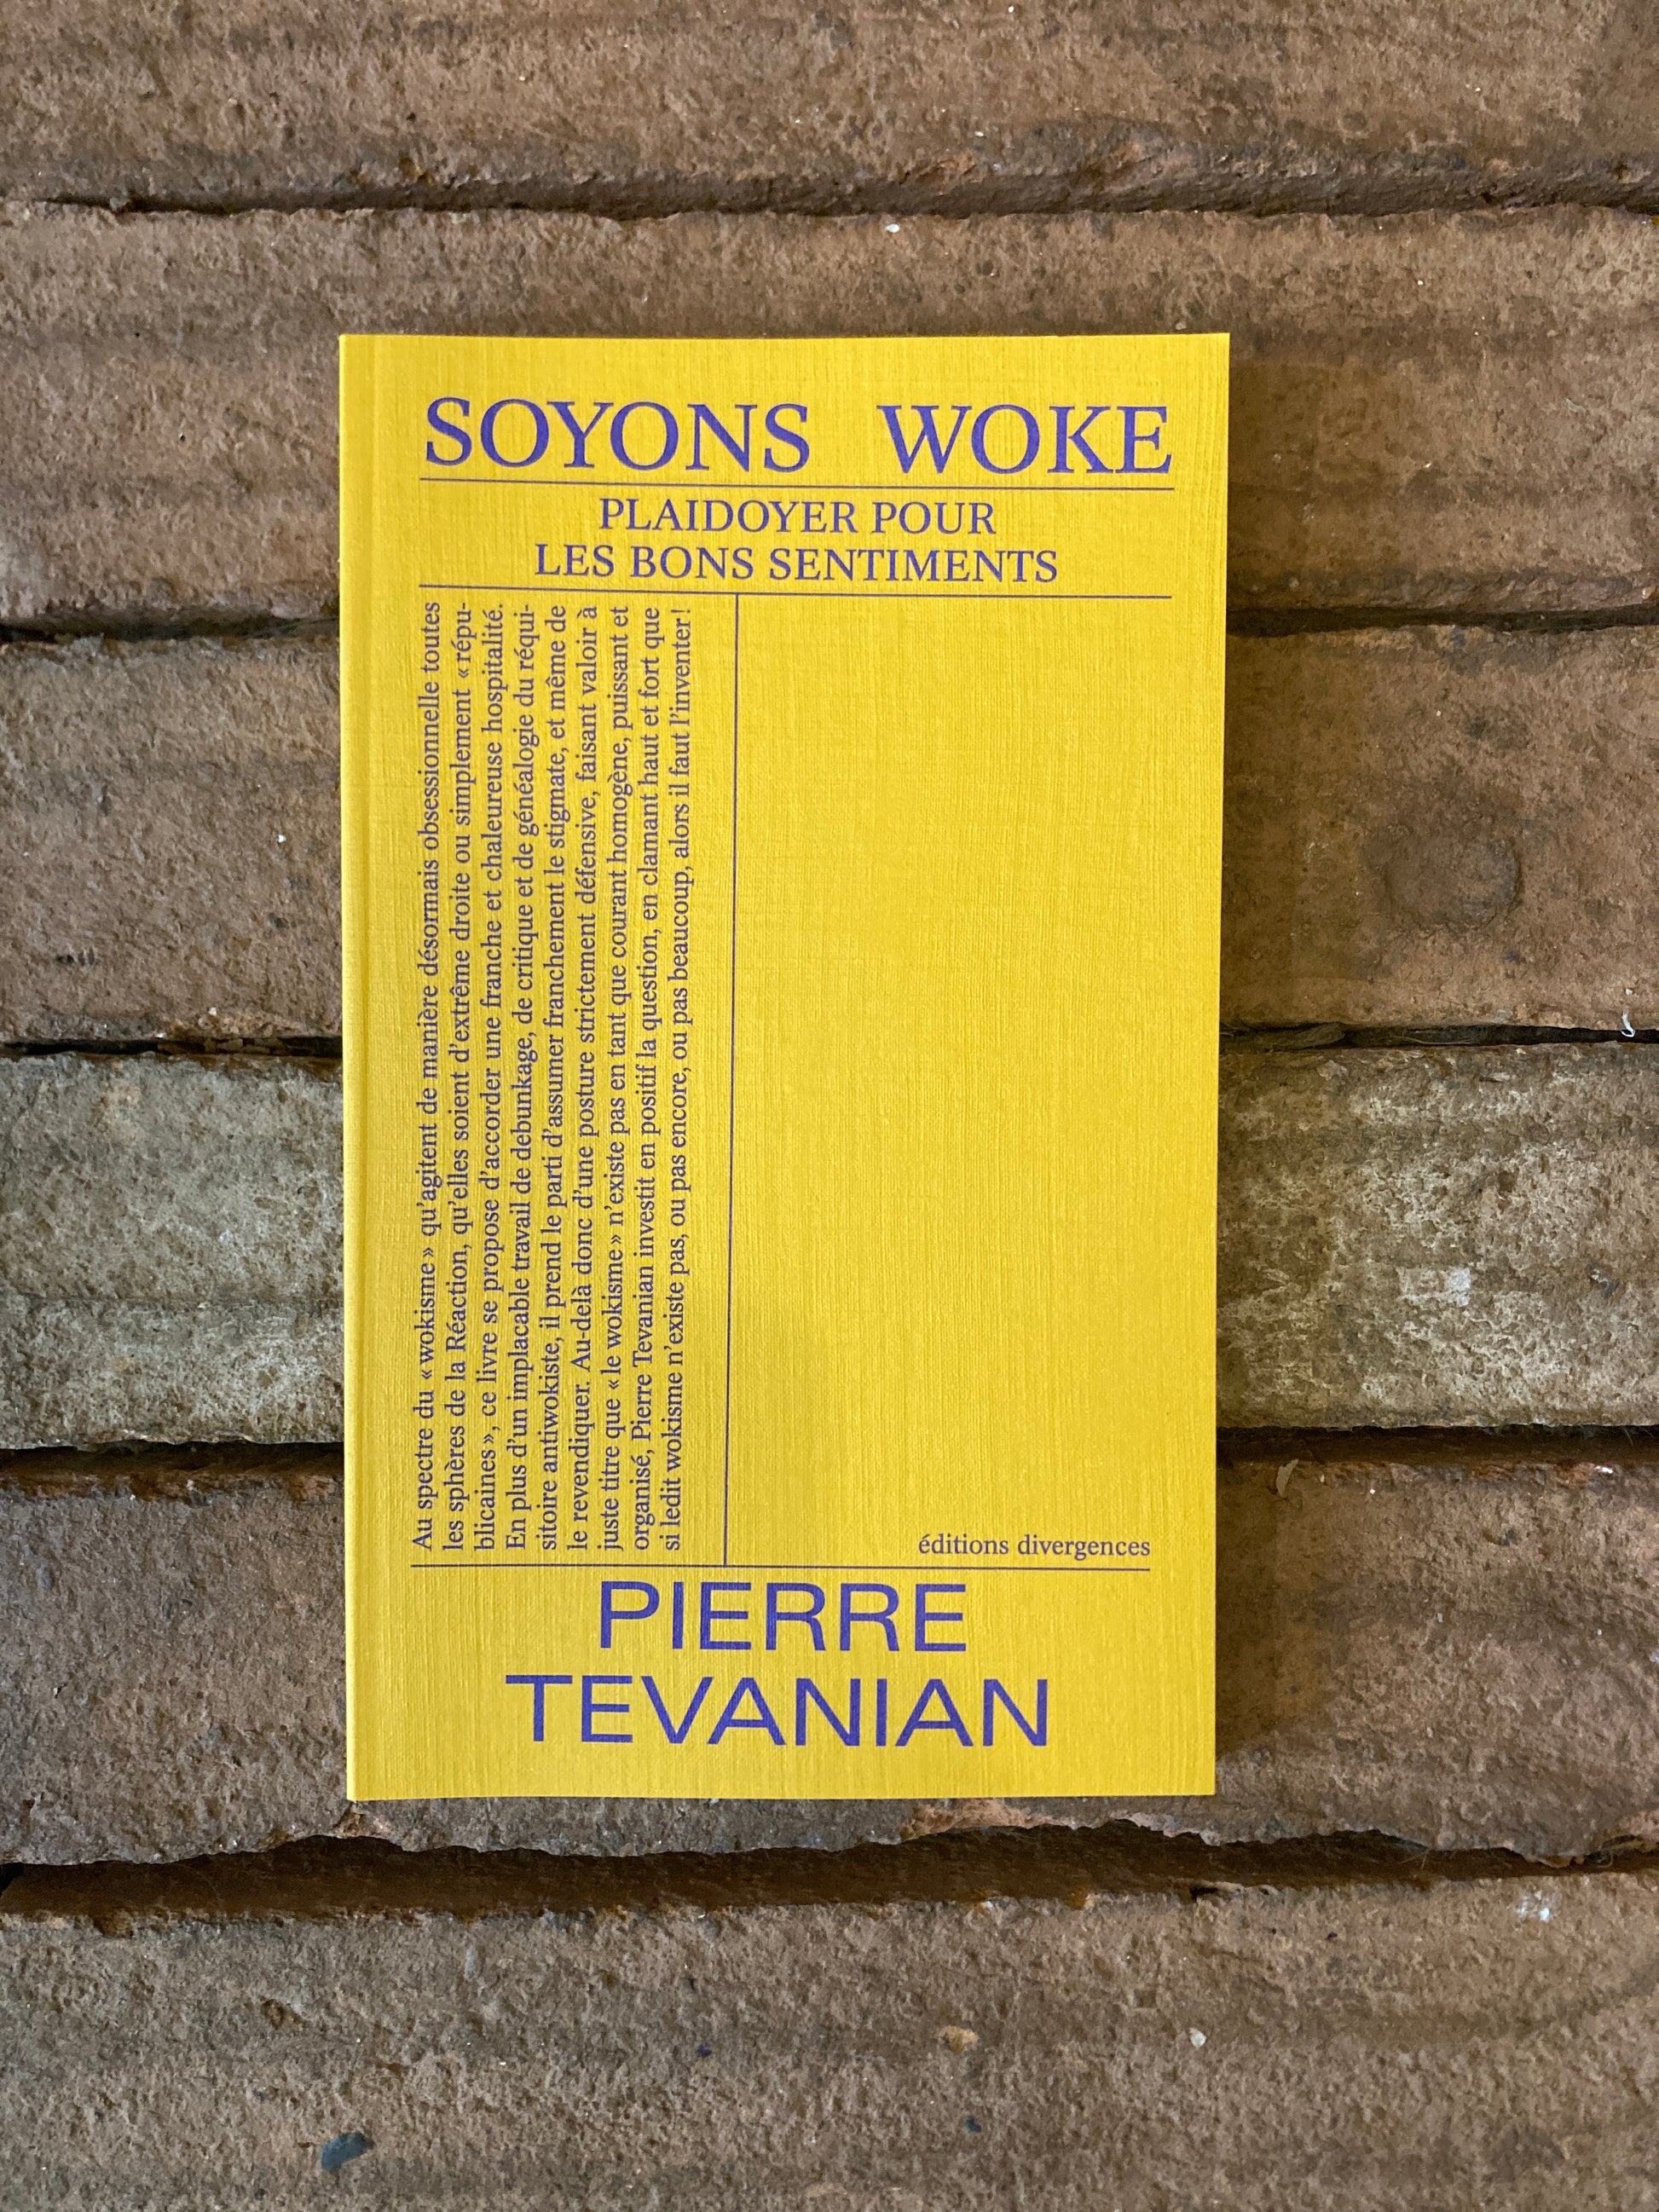 SOYONS WOKE
PLAIDOYER POUR
LES BONS SENTIMENTS
Au spectre du « wokisme » qu'agitent de manière désormais obsessionnelle toutes
les sphères de la Réaction, qu'elles soient d'extrême droite ou simplement « répu-
blicaines », ce livre se propose d'accorder une franche et chaleureuse hospitalité.
En plus d'un implacable travail de debunkage, de critique et de généalogie du réqui-
sitoire antiwokiste, il prend le parti d'assumer franchement le stigmate, et même de
le revendiquer. Au-delà donc d'une posture strictement défensive, faisant valoir à
juste titre que « le wokisme » n'existe pas en tant que courant homogène, puissant et
organisé, Pierre Tevanian investit en positif la question, en clamant haut et fort que
si ledit wokisme n'existe pas, ou pas encore, ou pas beaucoup, alors il faut l'inventer !
éditions divergences
PIERRE
TEVANIAN